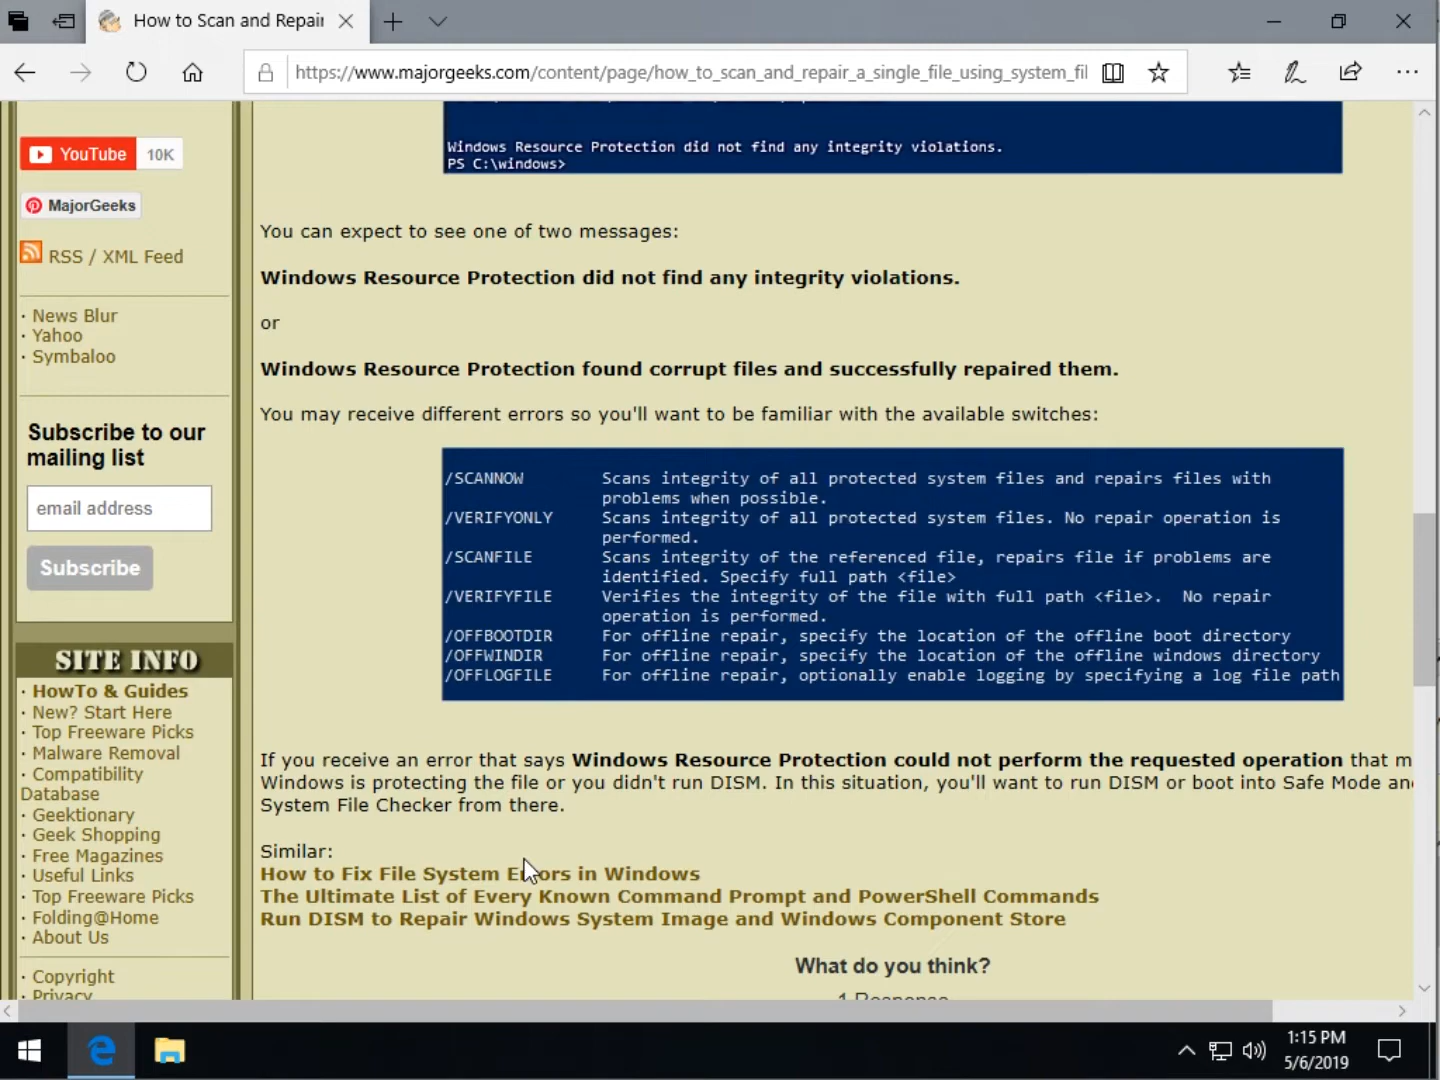 How to Scan and Repair
https://www.majorgeeks.com/content/page/how_to_scan_and_repair_a_single_file_using_system_fil
YouTube 10K
MajorGeeks
RSS / XML Feed
· News Blur
· Yahoo
· Symbaloo
Subscribe to our
mailing list
email address
Subscribe
SITE INFO
· HowTo & Guides
· New? Start Here
· Top Freeware Picks
· Malware Removal
· Compatibility
Database
· Geektionary
· Geek Shopping
· Free Magazines
· Useful Links
· Top Freeware Picks
· Folding@Home
· About Us
· Copyright
· Privacy
Windows Resource Protection did not find any integrity violations.
PS C:\windows>
You can expect to see one of two messages:
Windows Resource Protection did not find any integrity violations.
or
Windows Resource Protection found corrupt files and successfully repaired them.
You may receive different errors so you'll want to be familiar with the available switches:
/SCANNOW Scans integrity of all protected system files and repairs files with
problems when possible.
/VERIFYONLY Scans integrity of all protected system files. No repair operation is
performed.
/SCANFILE Scans integrity of the referenced file, repairs file if problems are
identified. Specify full path <file>
/VERIFYFILE Verifies the integrity of the file with full path <file>. No repair
operation is performed.
/OFFBOOTDIR For offline repair, specify the location of the offline boot directory
/OFFWINDIR For offline repair, specify the location of the offline windows directory
/OFFLOGFILE For offline repair, optionally enable logging by specifying a log file path
If you receive an error that says Windows Resource Protection could not perform the requested operation that m
Windows is protecting the file or you didn't run DISM. In this situation, you'll want to run DISM or boot into Safe Mode and
System File Checker from there.
Similar:
How to Fix File System Errors in Windows
The Ultimate List of Every Known Command Prompt and PowerShell Commands
Run DISM to Repair Windows System Image and Windows Component Store
What do you think?
1 Response
1:15 PM
5/6/2019